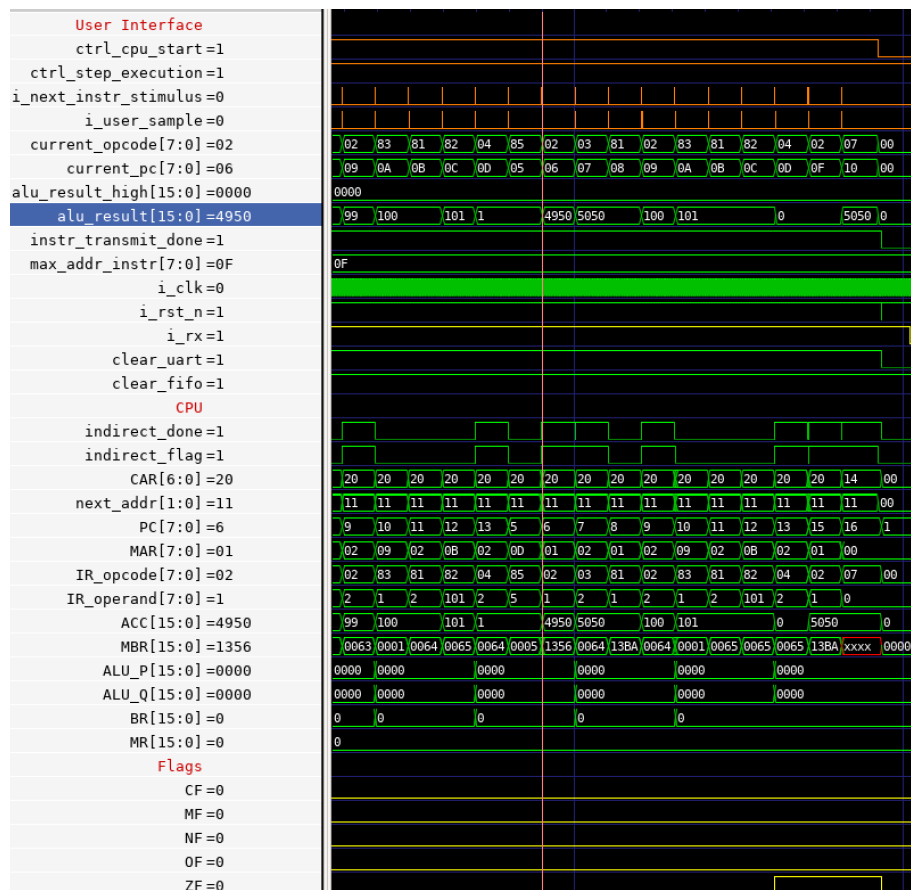 User Interface
ctrl_cpu_start=1
ctrl_step_execution=1
i_next_instr_stimulus=0
i_user_sample=0
current_opcode[7:0]=02 02 83 81 82 04 85 02 03 81 02 83 81 82 04 02 07 00
current_pc[7:0]=06 09 0A 0B 0C 0D 05 06 07 08 09 0A 0B 0C 0D 0F 10 00
alu_result_high[15:0]=0000 0000
alu_result[15:0]=4950 99 100 101 1 4950 5050 100 101 0 5050 0
instr_transmit_done=1
max_addr_instr[7:0]=0F 0F
i_clk=0
i_rst_n=1
i_rx=1
clear_uart=1
clear_fifo=1
CPU
indirect_done=1
indirect_flag=1
CAR[6:0]=20 20 20 20 20 20 20 20 20 20 20 20 20 20 20 20 14 00
next_addr[1:0]=11 11 11 11 11 11 11 11 11 11 11 11 11 11 11 11 11 00
PC[7:0]=6 9 10 11 12 13 5 6 7 8 9 10 11 12 13 15 16 1
MAR[7:0]=01 02 09 02 0B 02 0D 01 02 01 02 09 02 0B 02 01 00
IR_opcode[7:0]=02 02 83 81 82 04 85 02 03 81 02 83 81 82 04 02 07 00
IR_operand[7:0]=1 2 1 2 101 2 5 1 2 1 2 1 2 101 2 1 0
ACC[15:0]=4950 99 100 101 1 4950 5050 100 101 0 5050 0
MBR[15:0]=1356 0063 0001 0064 0065 0064 0005 1356 0064 13BA 0064 0001 0065 0065 0065 13BA xxxx 0000
ALU_P[15:0]=0000 0000 0000 0000 0000 0000 0000
ALU_Q[15:0]=0000 0000 0000 0000 0000 0000 0000
BR[15:0]=0 0 0 0 0 0
MR[15:0]=0 0
Flags
CF=0
MF=0
NF=0
OF=0
ZF=0